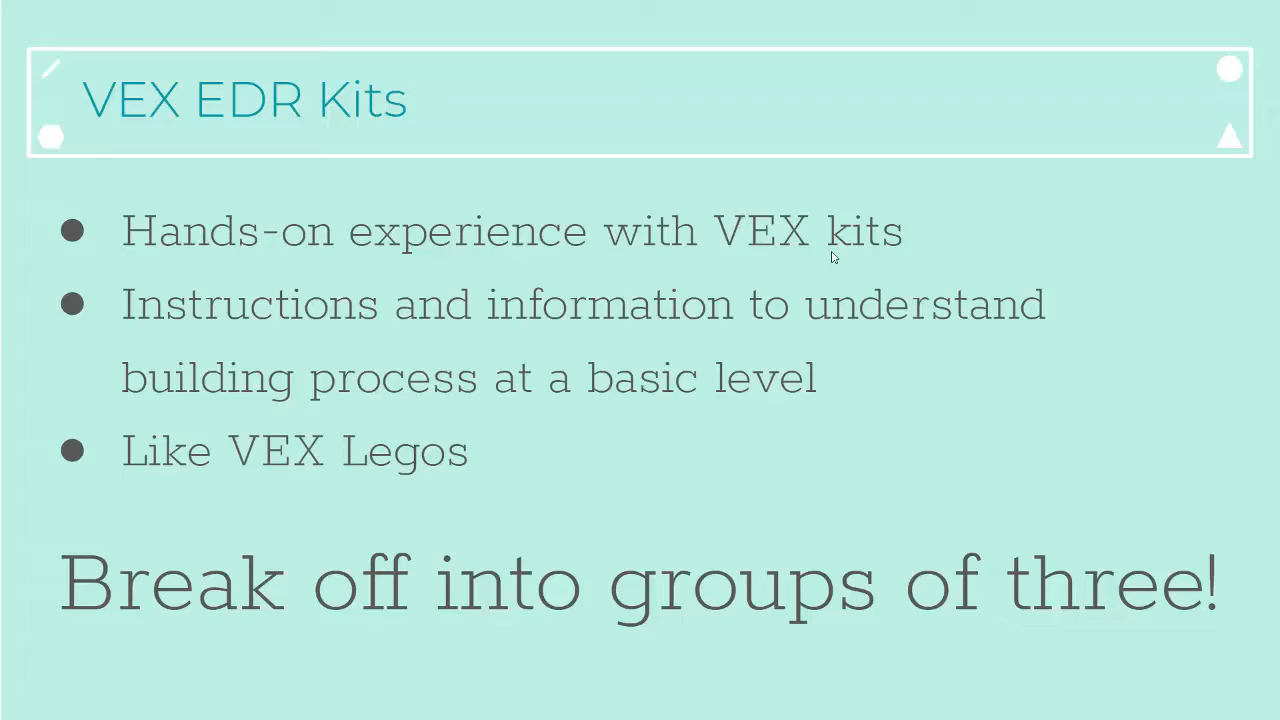 VEX EDR Kits
● Hands-on experience with VEX kits
● Instructions and information to understand
building process at a basic level
● Like VEX Legos
Break off into groups of three!